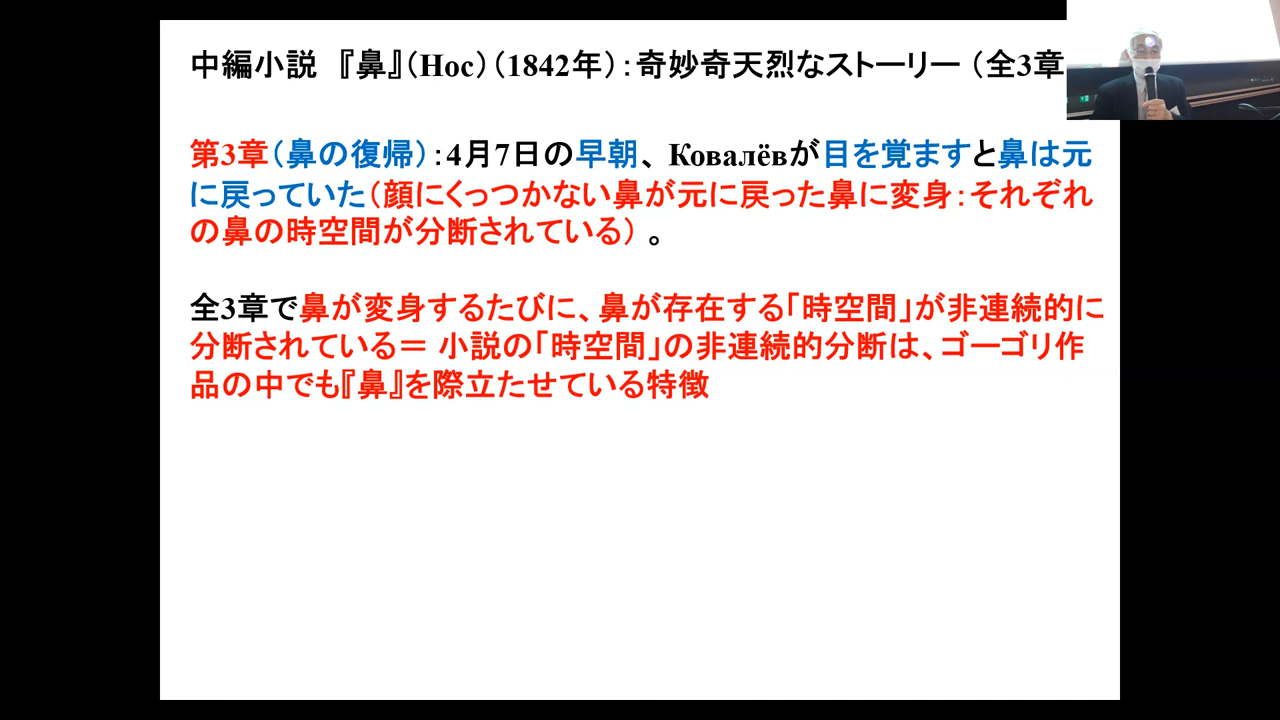 中編小説 『鼻』（Нос）（1842年）：奇妙奇天烈なストーリー（全3章
第3章（鼻の復帰）：4月7日の早朝、Ковалёвが目を覚ますと鼻は元
に戻っていた（顔にくっつかない鼻が元に戻った鼻に変身：それぞれ
の鼻の時空間が分断されている）。
全3章で鼻が変身するたびに、鼻が存在する「時空間」が非連続的に
分断されている＝ 小説の「時空間」の非連続的分断は、ゴーゴリ作
品の中でも『鼻』を際立たせている特徴